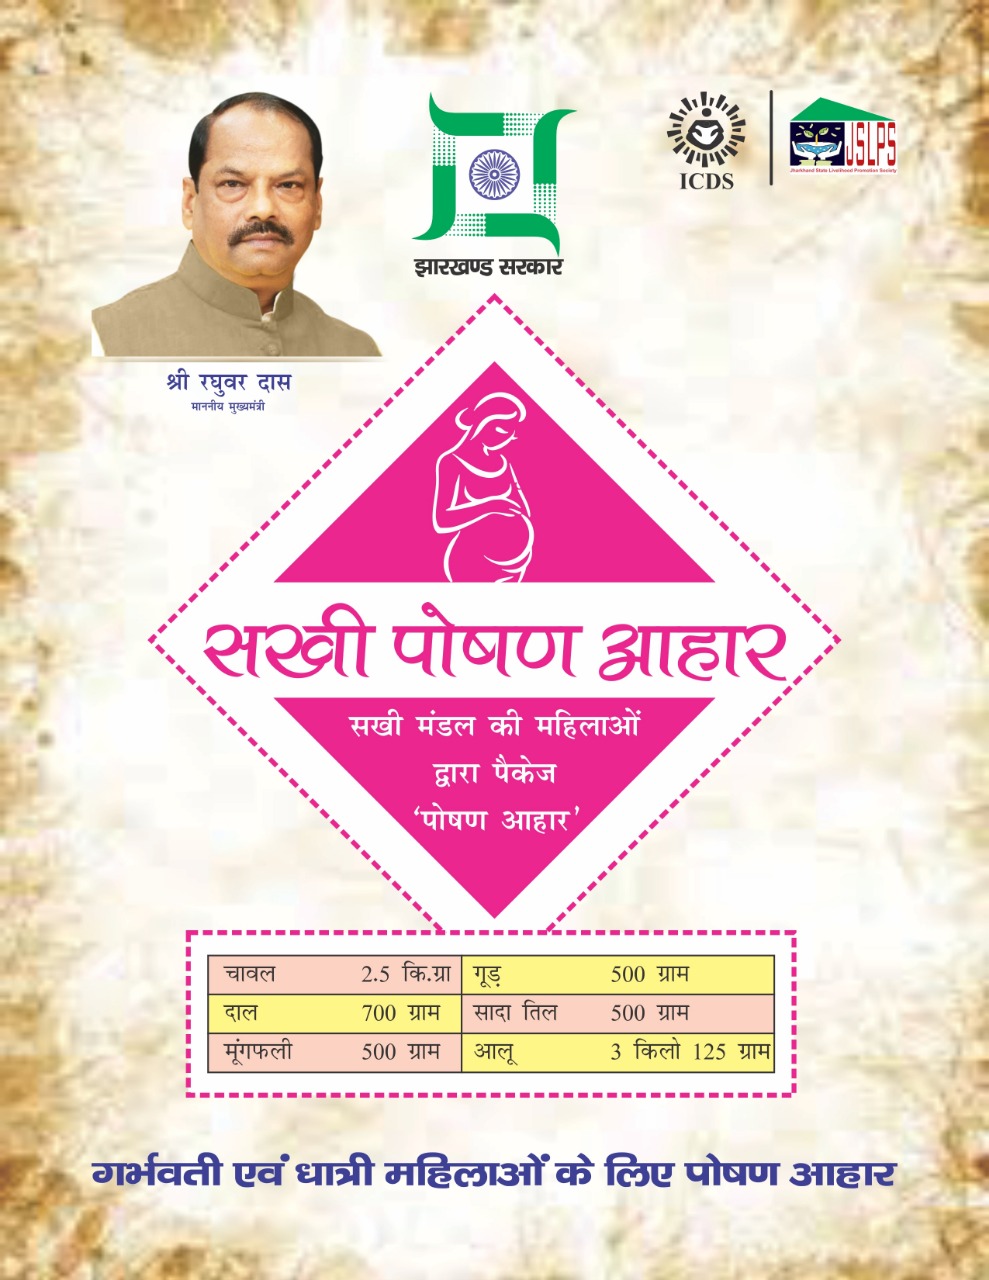 झारखण्ड सरकार
ICDS
JSLPS
Jharkhand State Livelihood Promotion Society
श्री रघुवर दास
माननीय मुख्यमंत्री
सखी पोषण आहार
सखी मंडल की महिलाओं
द्वारा पैकेज
‘पोषण आहार’
चावल 2.5 कि.ग्रा गूड़ 500 ग्राम
दाल 700 ग्राम सादा तिल 500 ग्राम
मूंगफली 500 ग्राम आलू 3 किलो 125 ग्राम
गर्भवती एवं धात्री महिलाओं के लिए पोषण आहार